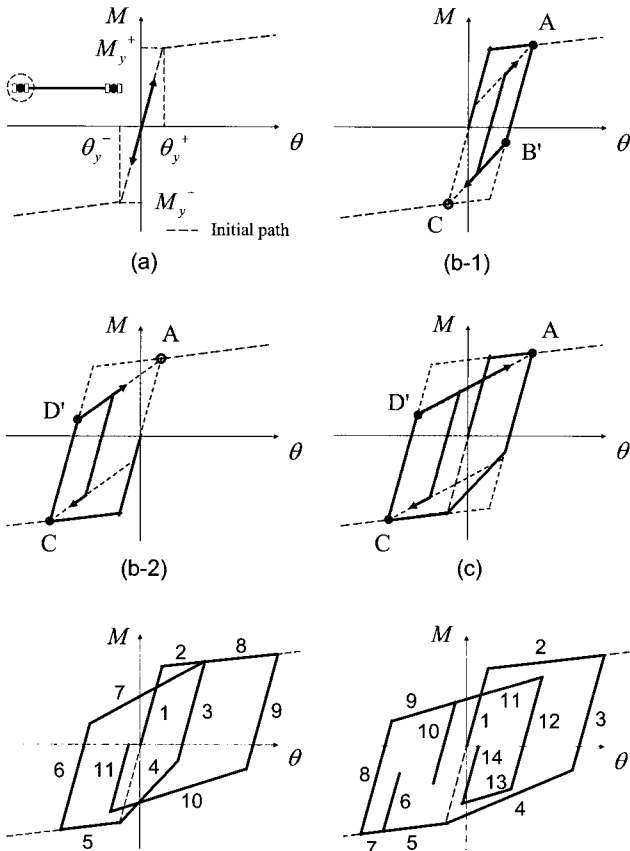 M
M
A
M_y^+
θ_y^-
θ_y^+
θ
B'
θ
M_y^-
Initial path
C
(a)
(b-1)
M
A
M
A
D'
θ
D'
θ
C
C
(b-2)
(c)
M
2
8
M
2
7
9
11
1
3
9
10
1
12
3
6
11
4
θ
8
14
θ
6
13
10
4
5
7
5